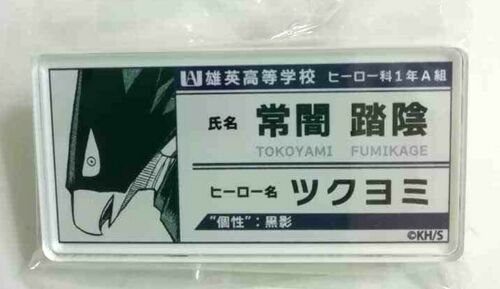 UA 雄英高等学校 ヒーロー科1年A組
氏名 常闇 踏陰
TOKOYAMI FUMIKAGE
ヒーロー名 ツクヨミ
"個性":黒影
©KH/S